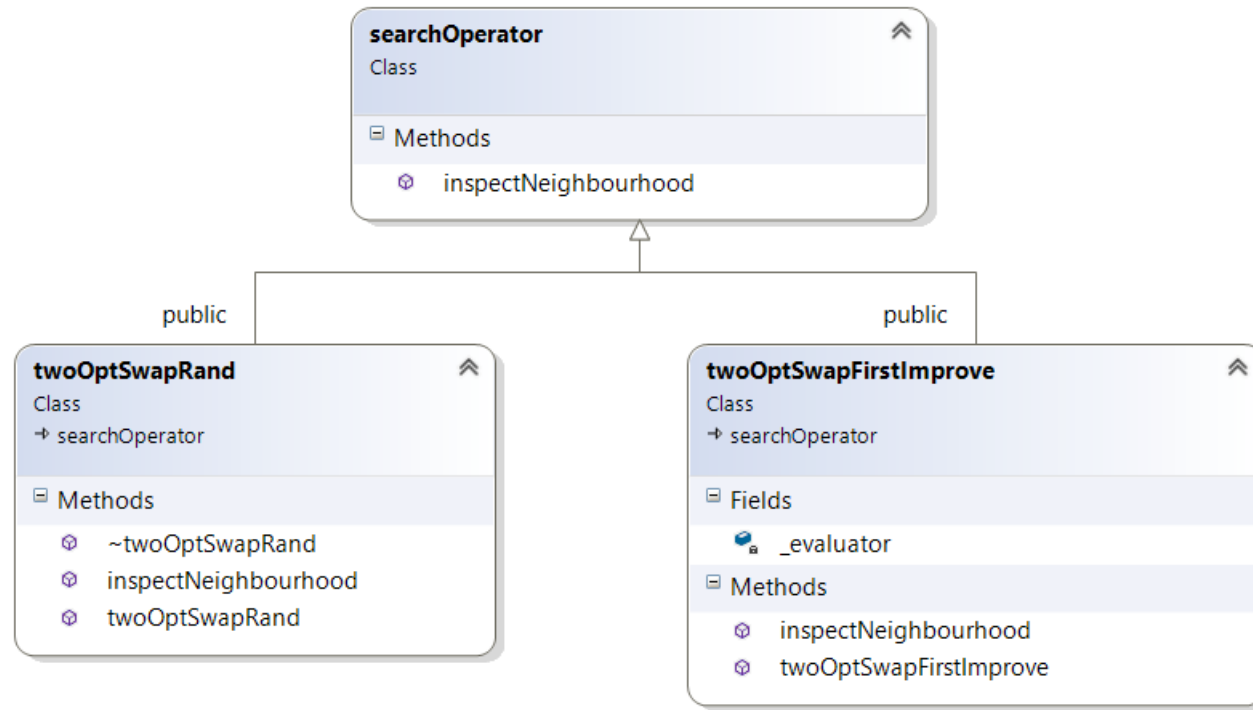 searchOperator
Class
Methods
inspectNeighbourhood
public
public
twoOptSwapRand
Class
searchOperator
Methods
~twoOptSwapRand
inspectNeighbourhood
twoOptSwapRand
twoOptSwapFirstImprove
Class
searchOperator
Fields
_evaluator
Methods
inspectNeighbourhood
twoOptSwapFirstImprove